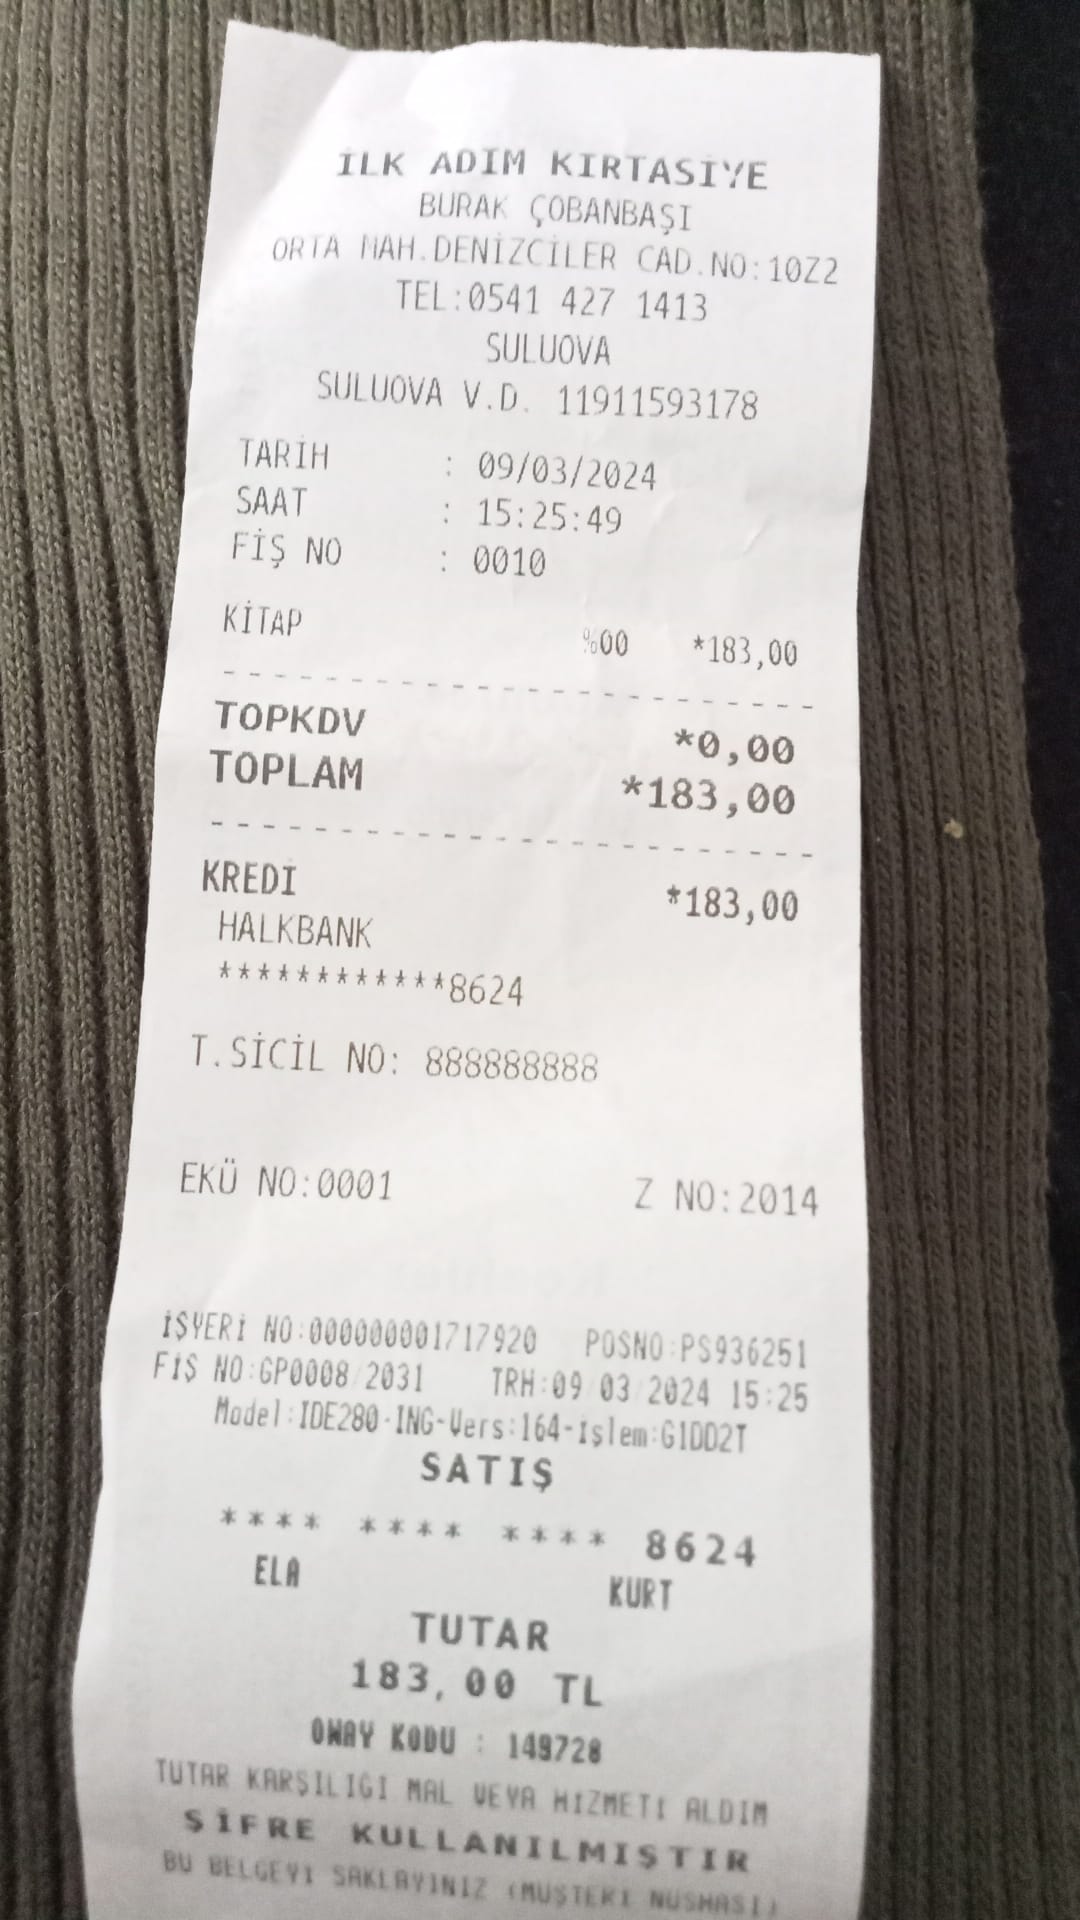 İLK ADIM KIRTASİYE
BURAK ÇOBANBAŞI
ORTA MAH.DENİZCİLER CAD.NO:10Z2
TEL:0541 427 1413
SULUOVA
SULUOVA V.D. 11911593178
TARİH : 09/03/2024
SAAT : 15:25:49
FİŞ NO : 0010
KİTAP %00 *183,00
TOPKDV *0,00
TOPLAM *183,00
KREDİ *183,00
HALKBANK
************8624
T.SİCİL NO: 888888888
EKÜ NO:0001 Z NO:2014
İŞYERİ NO:000000001717920 POSNO:PS936251
FİS NO:GP0008/2031 TRH:09/03/2024 15:25
Model:IDE280-ING-Vers:164-işlem:G1DD2T
SATIŞ
**** **** **** 8624
ELA KURT
TUTAR
183,00 TL
ONAY KODU : 149728
TUTAR KARŞILIGI MAL VEYA HIZMETI ALDIM
ŞİFRE KULLANILMIŞTIR
BU BELGEYI SAKLAYINIZ (MUŞTERI NUSHASI)